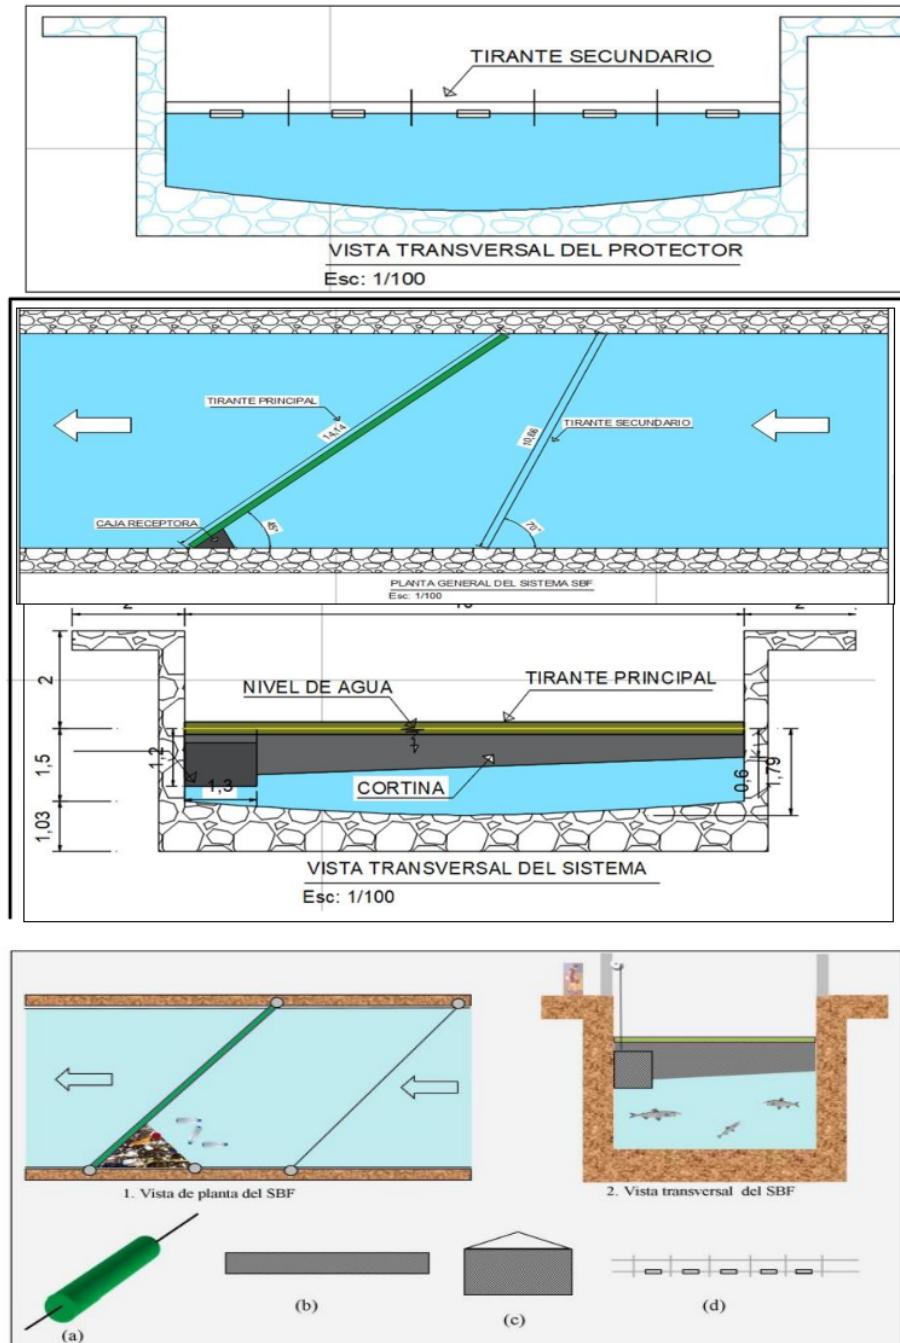 TIRANTE SECUNDARIO
VISTA TRANSVERSAL DEL PROTECTOR
Esc: 1/100
TIRANTE PRINCIPAL
14,14
10,66
TIRANTE SECUNDARIO
CAJA RECEPTORA
45°
70°
PLANTA GENERAL DEL SISTEMA SBF
Esc: 1/100
2
10
2
2
NIVEL DE AGUA
TIRANTE PRINCIPAL
1,5
1,2
1,3
CORTINA
0,6
1,79
1,03
VISTA TRANSVERSAL DEL SISTEMA
Esc: 1/100
1. Vista de planta del SBF
2. Vista transversal del SBF
(a)
(b)
(c)
(d)